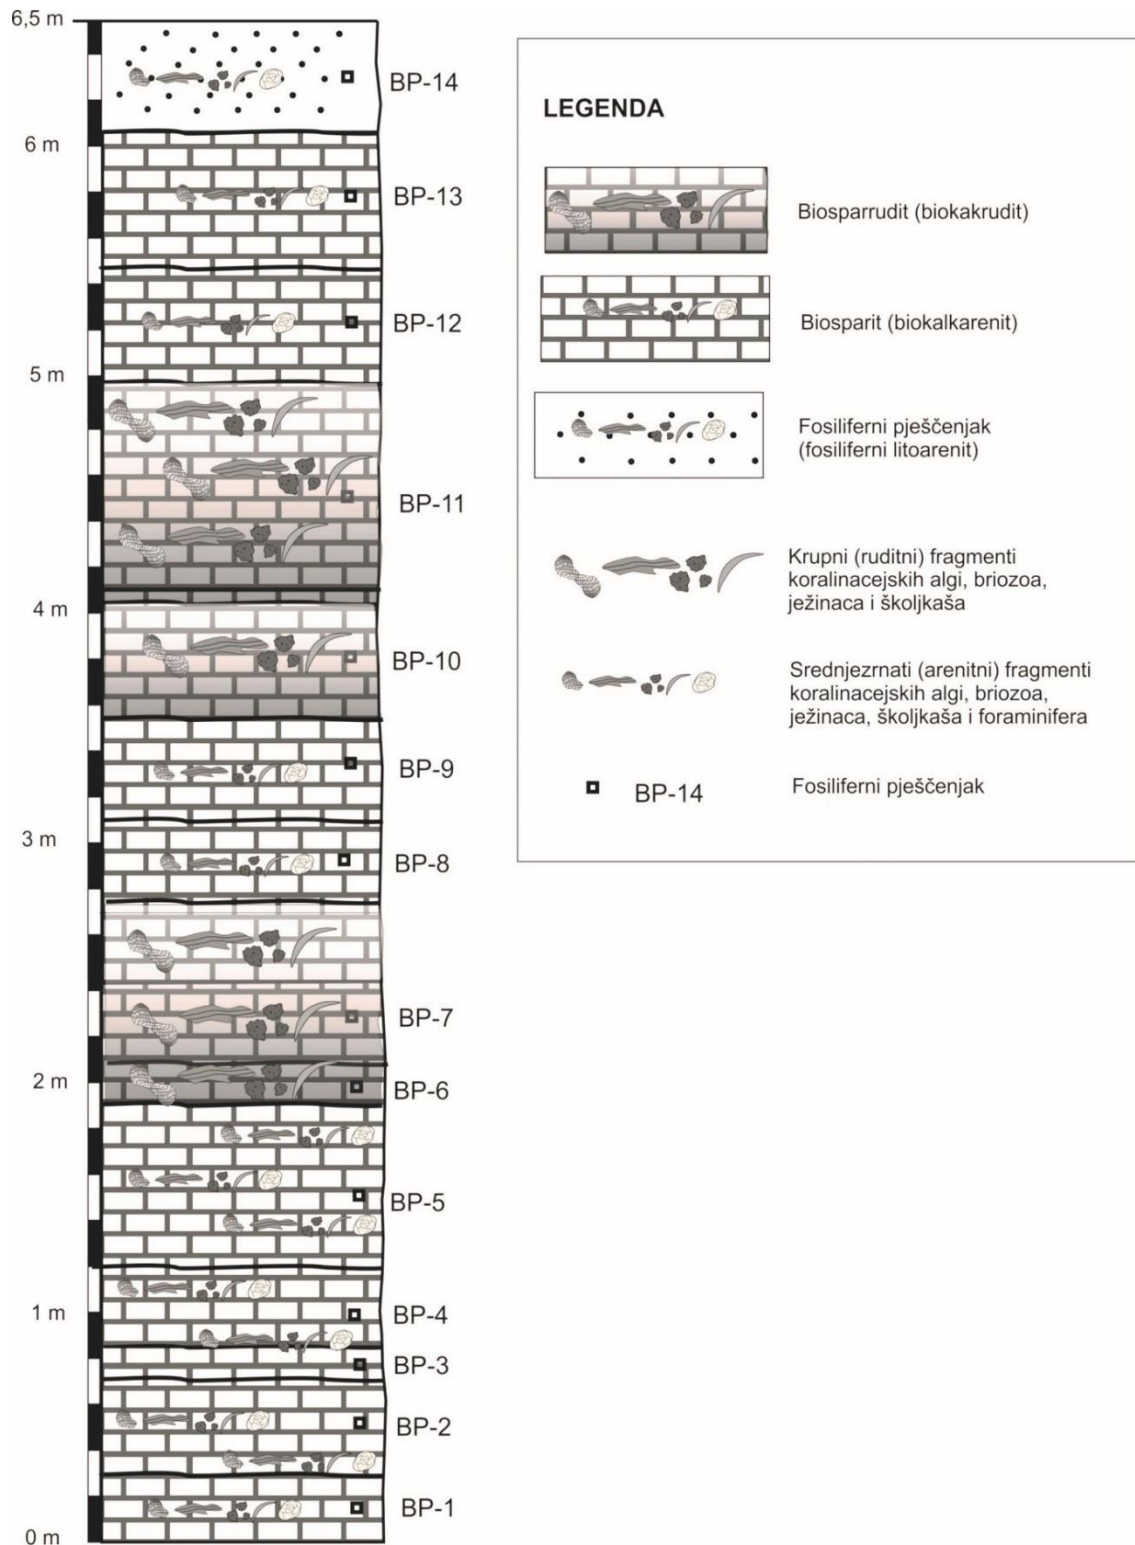 6,5 m
BP-14
6 m
BP-13
BP-12
5 m
BP-11
4 m
BP-10
BP-9
3 m
BP-8
BP-7
2 m
BP-6
BP-5
1 m
BP-4
BP-3
BP-2
BP-1
0 m
LEGENDA
Biosparrudit (biokakrudit)
Biosparit (biokalkarenit)
Fosiliferni pješčenjak
(fosiliferni litoarenit)
Krupni (ruditni) fragmenti
koralinacejskih algi, briozoa,
ježinaca i školjkaša
Srednjezrnati (arenitni) fragmenti
koralinacejskih algi, briozoa,
ježinaca, školjkaša i foraminifera
BP-14
Fosiliferni pješčenjak